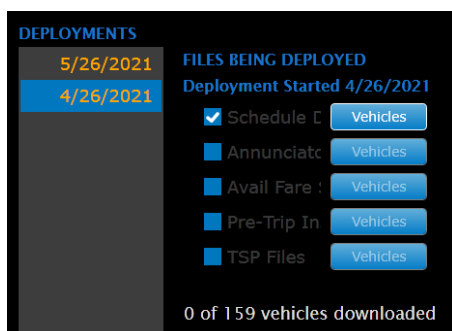 DEPLOYMENTS
5/26/2021
4/26/2021
FILES BEING DEPLOYED
Deployment Started 4/26/2021
Schedule D Vehicles
Annunciato Vehicles
Avail Fare S Vehicles
Pre-Trip In Vehicles
TSP Files Vehicles
0 of 159 vehicles downloaded